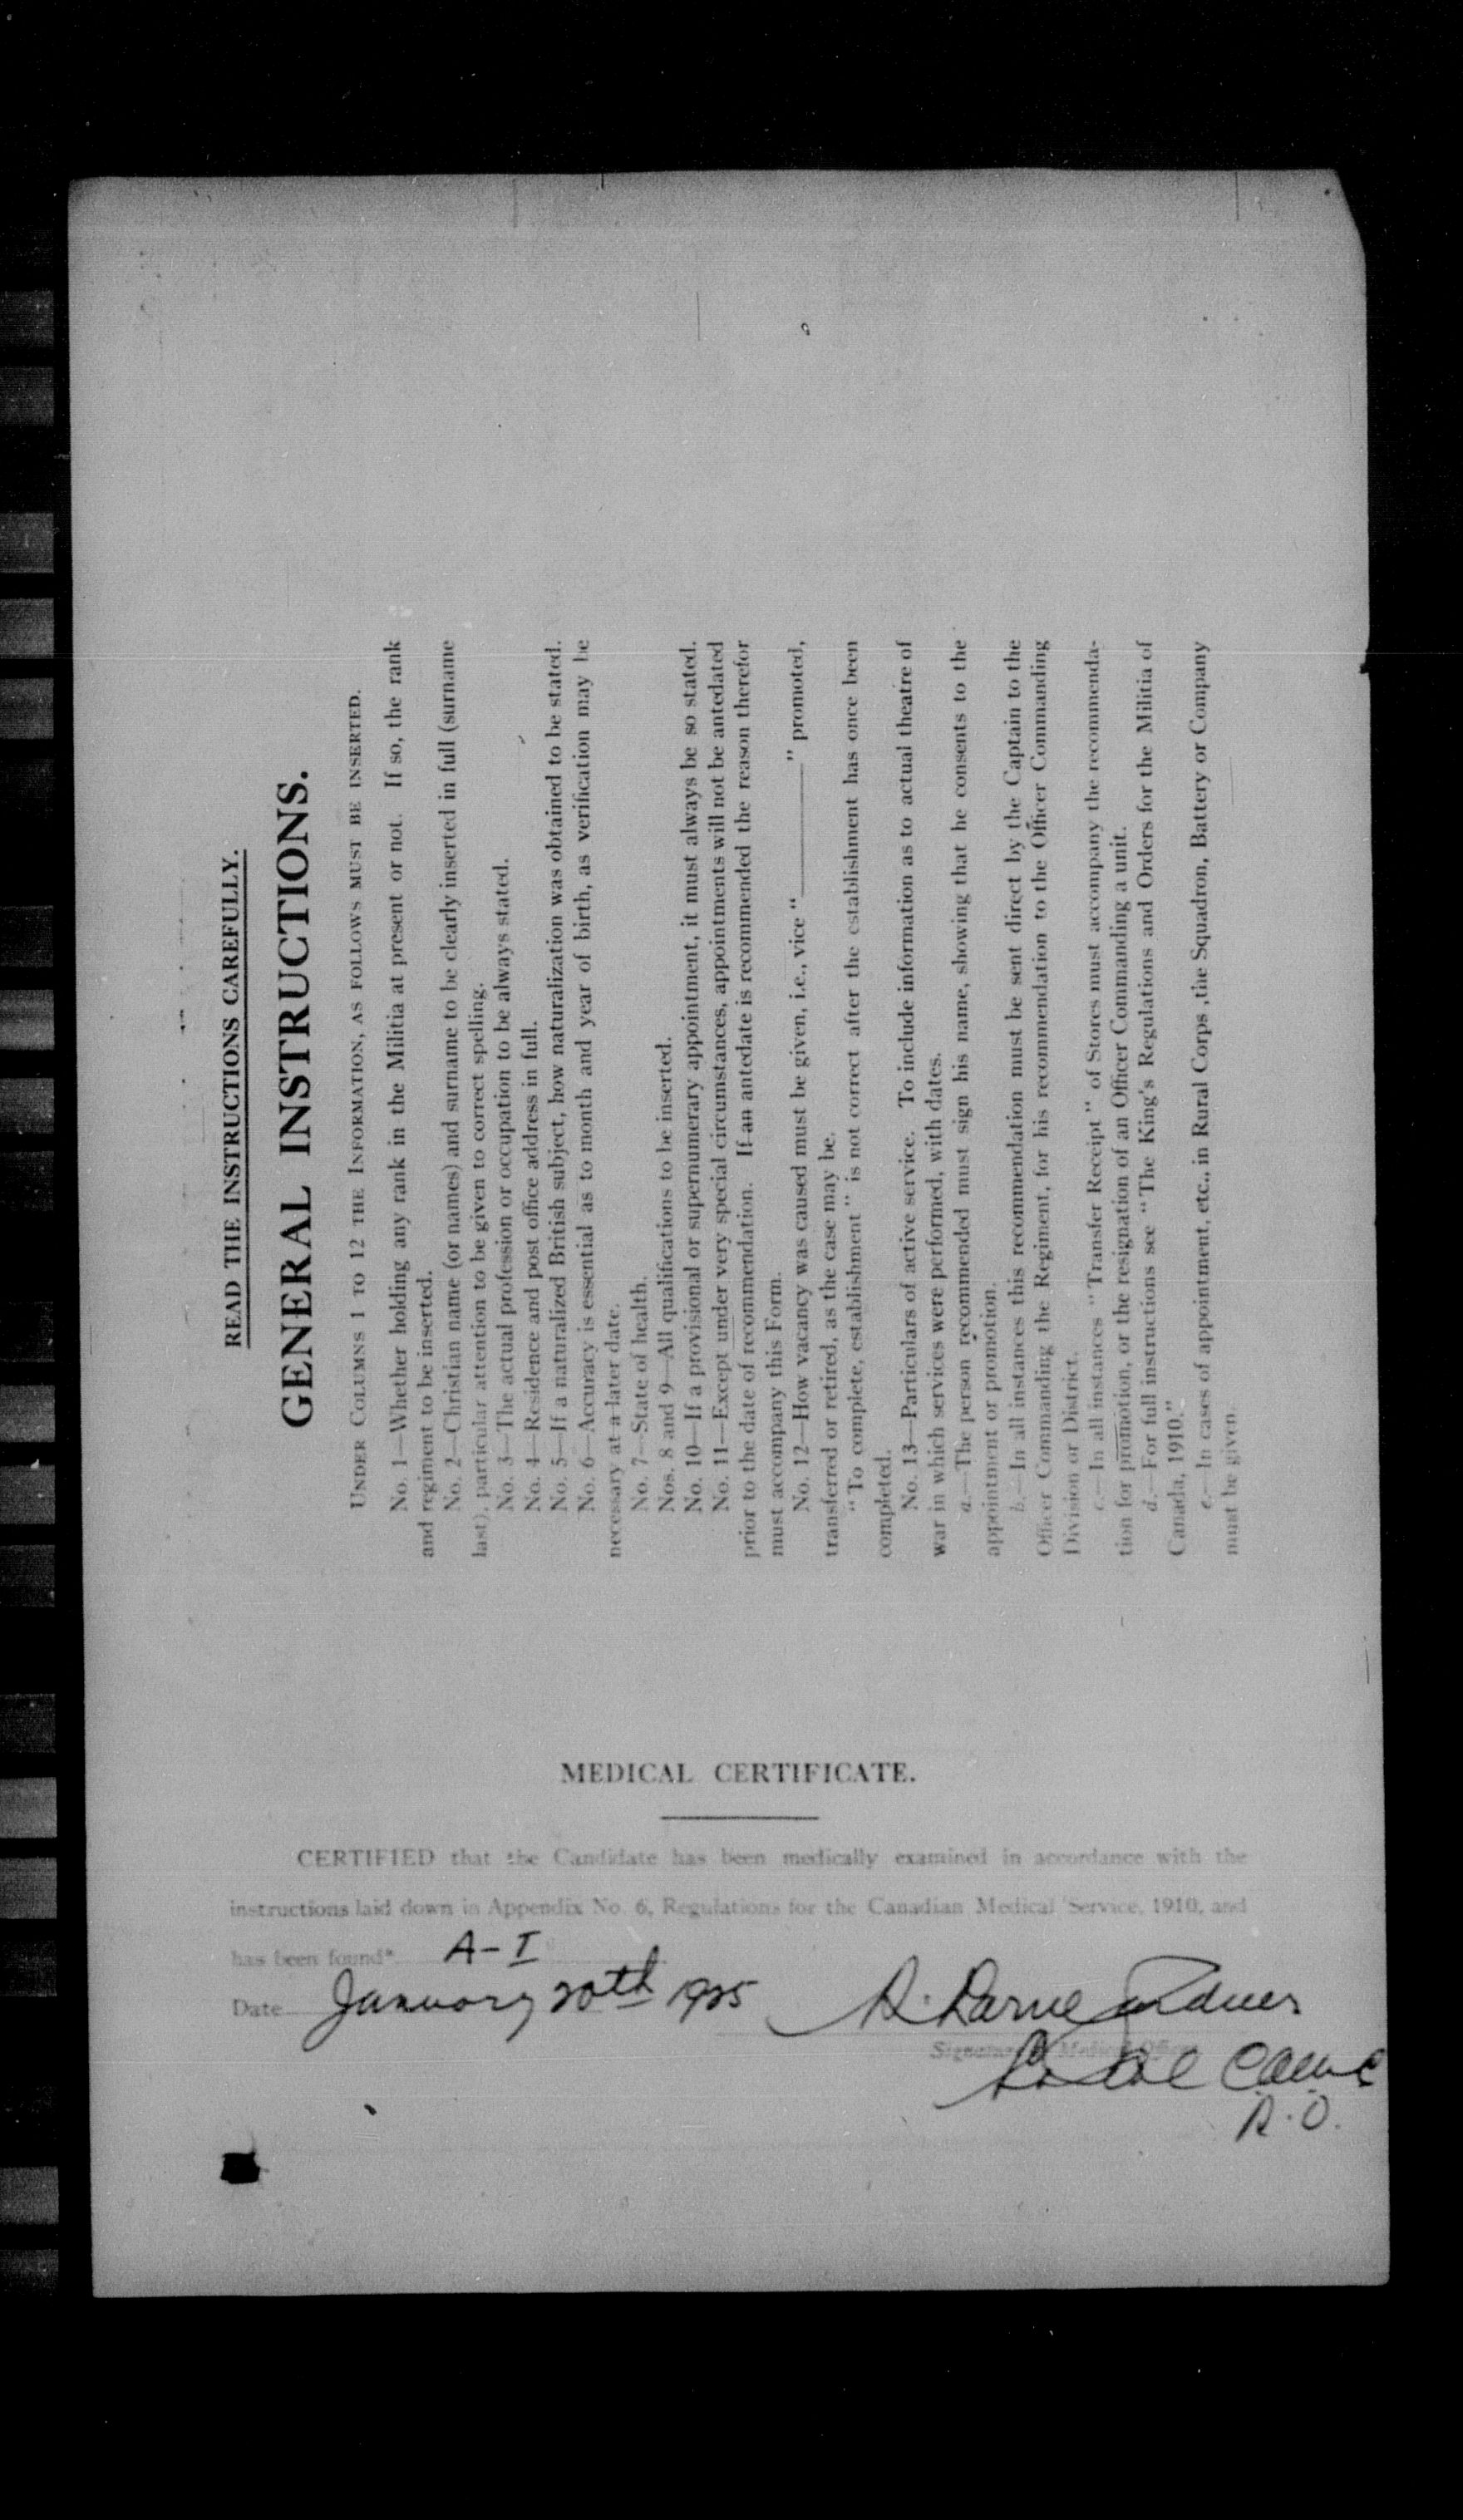 READ THE INSTRUCTIONS CAREFULLY.
GENERAL INSTRUCTIONS.
UNDER COLUMNS 1 TO 12 THE INFORMATION, AS FOLLOWS MUST BE INSERTED.
No. 1—Whether holding any rank in the Militia at present or not. If so, the rank
and regiment to be inserted.
No. 2—Christian name (or names) and surname to be clearly inserted in full (surname
last), particular attention to be given to correct spelling.
No. 3—The actual profession or occupation to be always stated.
No. 4—Residence and post office address in full.
No. 5—If a naturalized British subject, how naturalization was obtained to be stated.
No. 6—Accuracy is essential as to month and year of birth, as verification may be
necessary at a later date.
No. 7—State of health.
Nos. 8 and 9—All qualifications to be inserted.
No. 10—If a provisional or supernumerary appointment, it must always be so stated.
No. 11—Except under very special circumstances, appointments will not be antedated
prior to the date of recommendation. If an antedate is recommended the reason therefor
must accompany this Form.
No. 12—How vacancy was caused must be given, i.e., vice “__________” promoted,
transferred or retired, as the case may be.
“To complete, establishment” is not correct after the establishment has once been
completed.
No. 13—Particulars of active service. To include information as to actual theatre of
war in which services were performed, with dates.
a.—The person recommended must sign his name, showing that he consents to the
appointment or promotion.
b.—In all instances this recommendation must be sent direct by the Captain to the
Officer Commanding the Regiment, for his recommendation to the Officer Commanding
Division or District.
c.—In all instances “Transfer Receipt” of Stores must accompany the recommenda-
tion for promotion, or the resignation of an Officer Commanding a unit.
d.—For full instructions see “The King's Regulations and Orders for the Militia of
Canada, 1910.”
e.—In cases of appointment, etc., in Rural Corps ,the Squadron, Battery or Company
must be given.
MEDICAL CERTIFICATE.
CERTIFIED that the Candidate has been medically examined in accordance with the
instructions laid down in Appendix No. 6, Regulations for the Canadian Medical Service, 1910, and
has been found* A-I
Date January 20th 1925
Signature Medical
R.O.